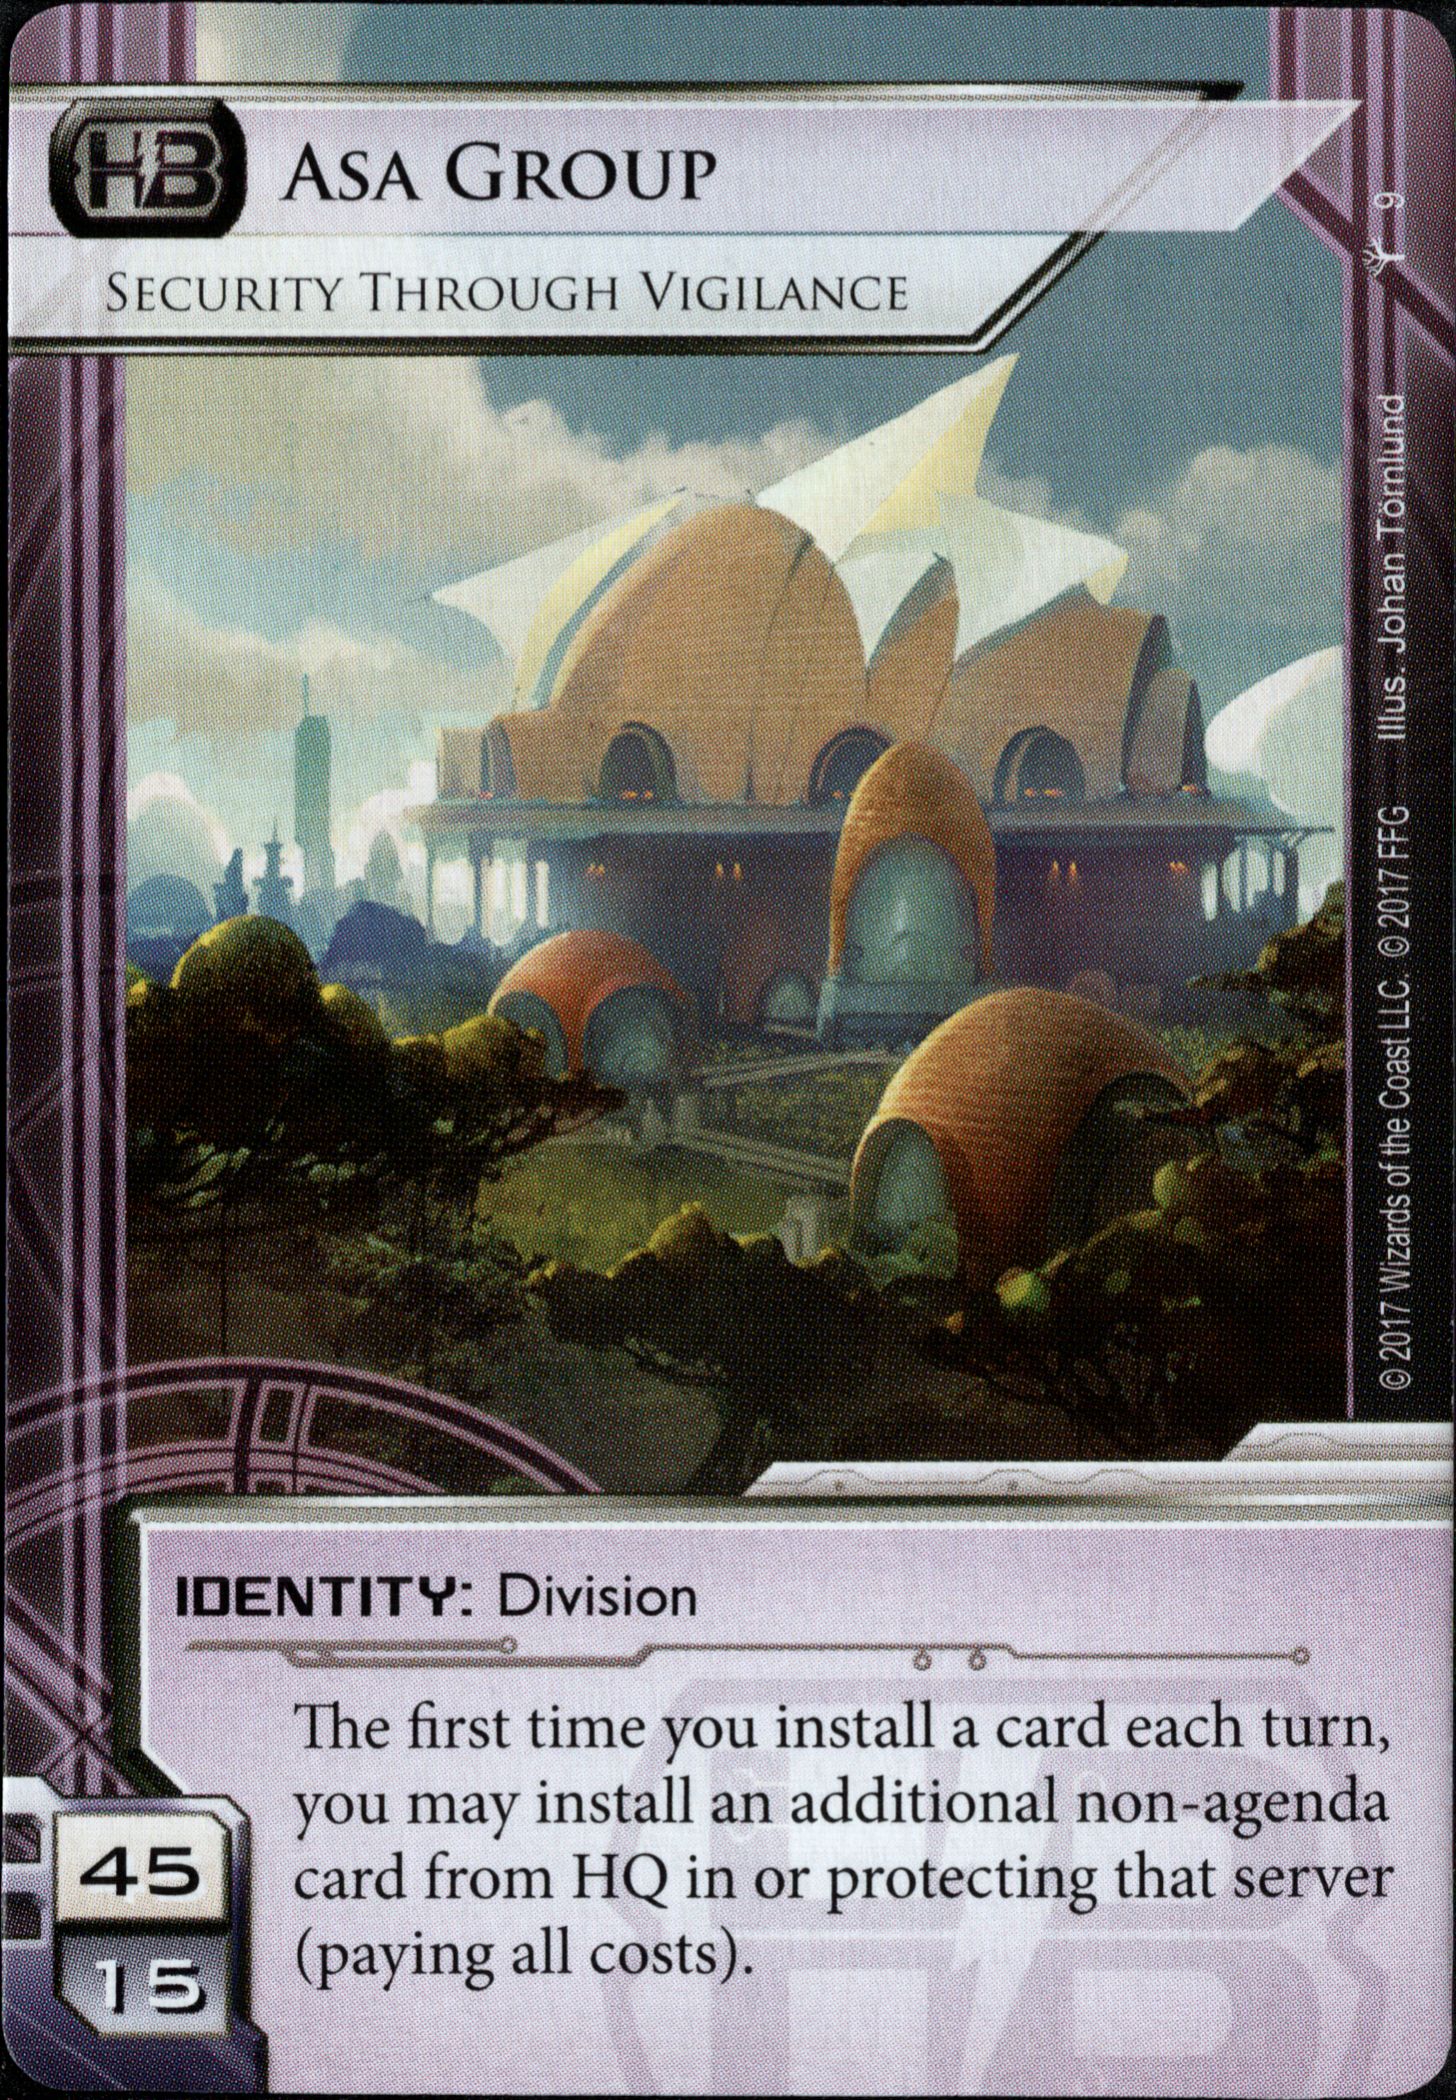 HB
ASA GROUP
SECURITY THROUGH VIGILANCE
9
Illus. Johan Törnlund
© 2017 Wizards of the Coast LLC. © 2017 FFG
IDENTITY: Division
The first time you install a card each turn,
you may install an additional non-agenda
card from HQ in or protecting that server
(paying all costs).
45
15